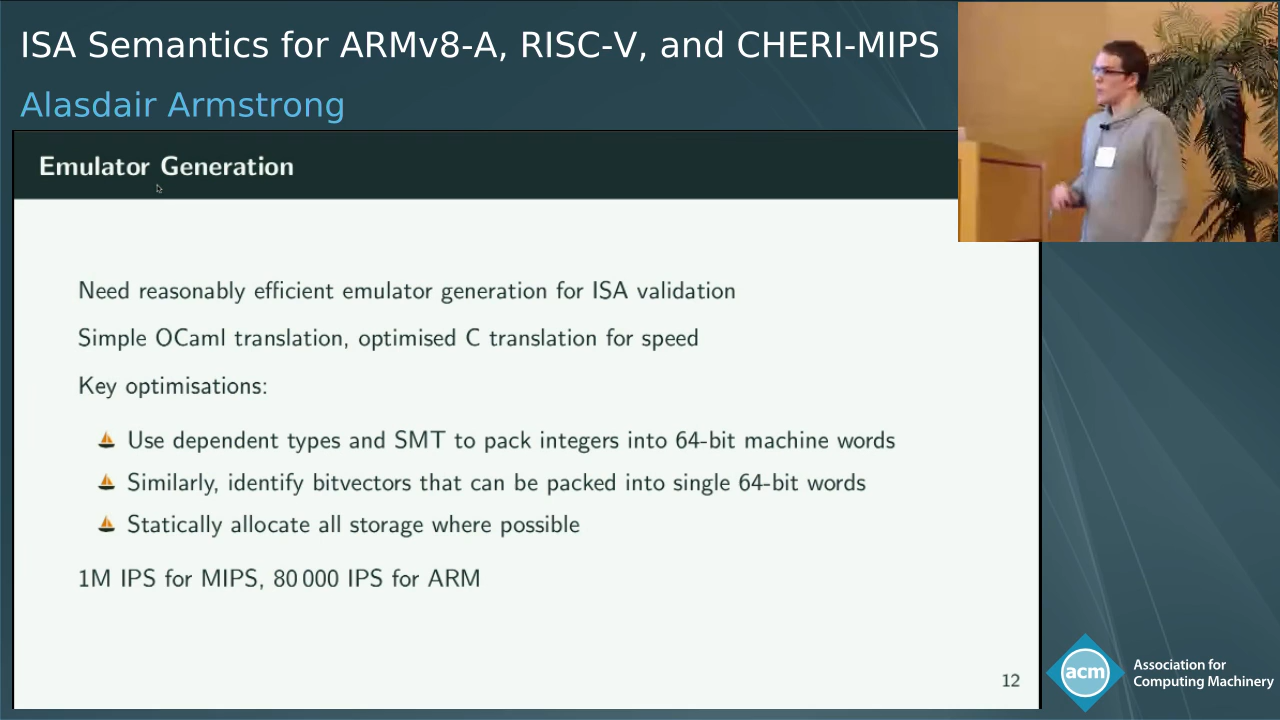 ISA Semantics for ARMv8-A, RISC-V, and CHERI-MIPS
Alasdair Armstrong
Emulator Generation
Need reasonably efficient emulator generation for ISA validation
Simple OCaml translation, optimised C translation for speed
Key optimisations:
Use dependent types and SMT to pack integers into 64-bit machine words
Similarly, identify bitvectors that can be packed into single 64-bit words
Statically allocate all storage where possible
1M IPS for MIPS, 80 000 IPS for ARM
12
acm
Association for
Computing Machinery